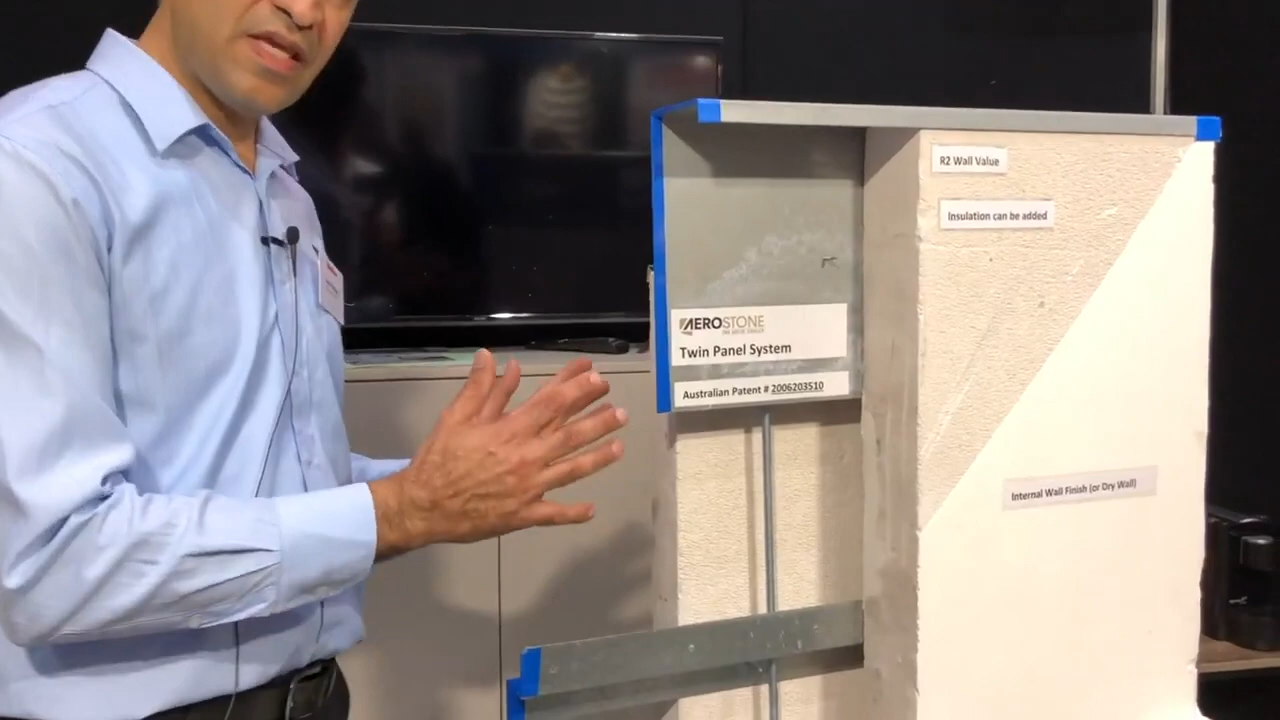 R2 Wall Value
Insulation can be added
AEROSTONE
Twin Panel System
Australian Patent # 2006203510
Internal Wall Finish (or Dry Wall)